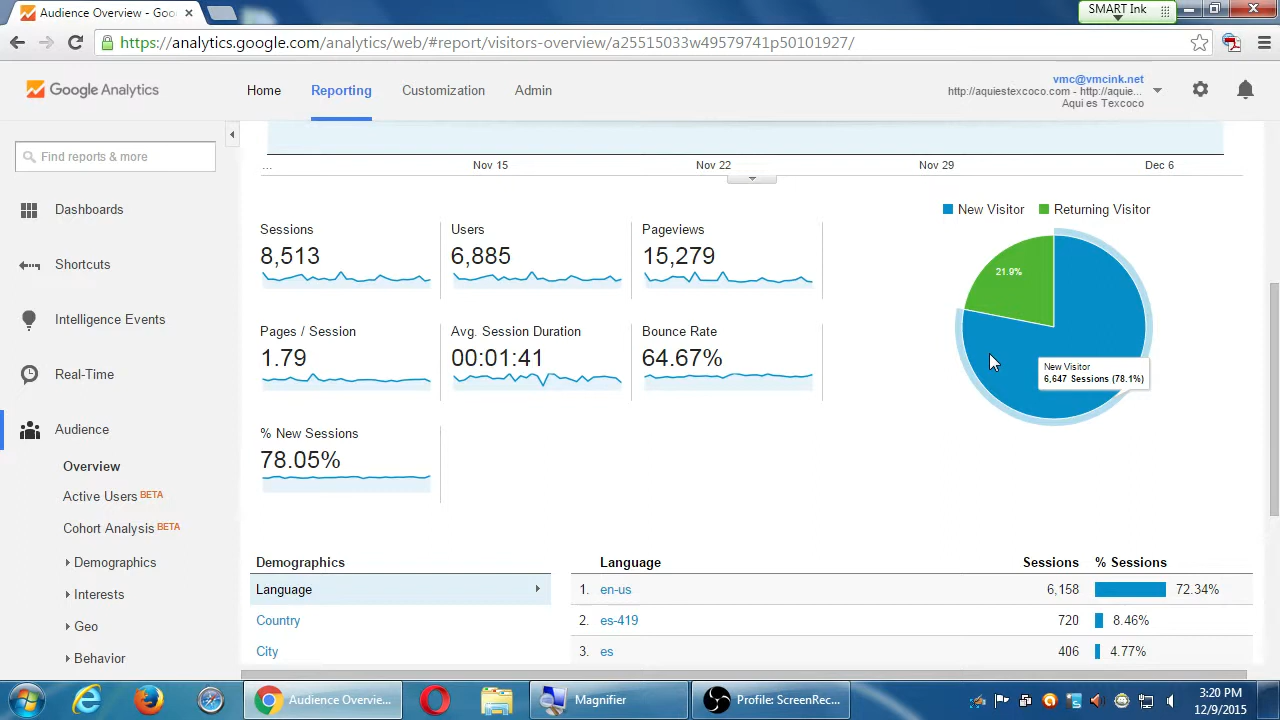 Audience Overview - Goo
SMART Ink
https://analytics.google.com/analytics/web/#report/visitors-overview/a25515033w49579741p50101927/
Google Analytics
Home
Reporting
Customization
Admin
vmc@vmcink.net
http://aquiestexcoco.com - http://aquie...
Aqui es Texcoco
Find reports & more
Dashboards
Shortcuts
Intelligence Events
Real-Time
Audience
Overview
Active Users BETA
Cohort Analysis BETA
Demographics
Interests
Geo
Behavior
...
Nov 15
Nov 22
Nov 29
Dec 6
Sessions
8,513
Users
6,885
Pageviews
15,279
Pages / Session
1.79
Avg. Session Duration
00:01:41
Bounce Rate
64.67%
% New Sessions
78.05%
New Visitor
Returning Visitor
21.9%
New Visitor
6,647 Sessions (78.1%)
Demographics
Language
Country
City
Language Sessions % Sessions
1. en-us 6,158 72.34%
2. es-419 720 8.46%
3. es 406 4.77%
Audience Overvie...
Magnifier
Profile: ScreenRec...
3:20 PM
12/9/2015